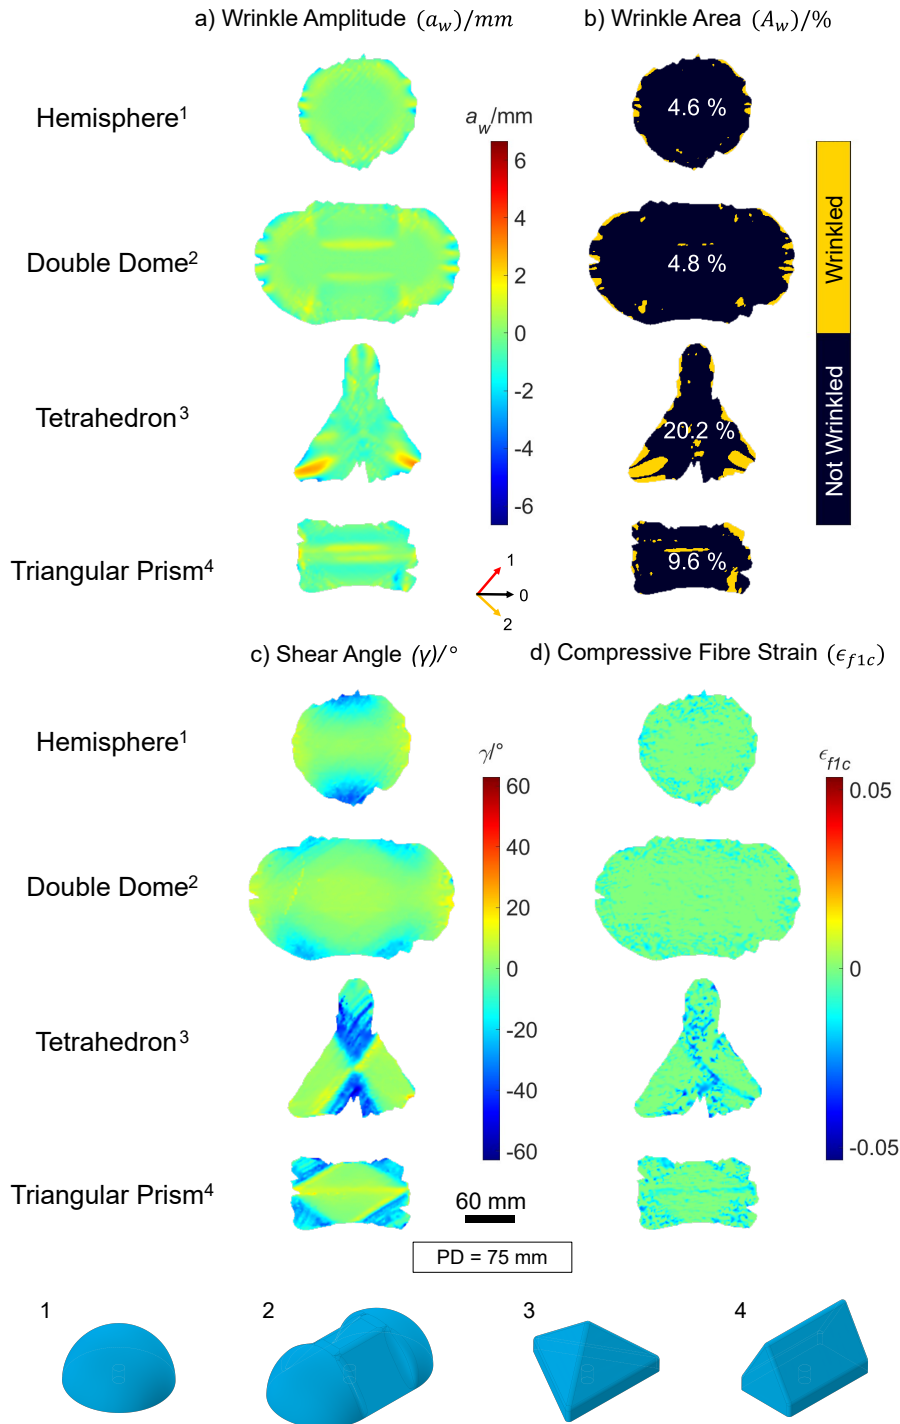 a) Wrinkle Amplitude (a_w)/mm
b) Wrinkle Area (A_w)/%
Hemisphere¹
4.6 %
a_w/mm
6
4
2
0
-2
-4
-6
Wrinkled
Not Wrinkled
Double Dome²
4.8 %
Tetrahedron³
20.2 %
Triangular Prism⁴
9.6 %
1
0
2
c) Shear Angle (γ)/°
d) Compressive Fibre Strain (ϵ_f1c)
Hemisphere¹
γ/°
60
40
20
0
-20
-40
-60
ϵ_f1c
0.05
0
-0.05
Double Dome²
Tetrahedron³
Triangular Prism⁴
60 mm
PD = 75 mm
1
2
3
4